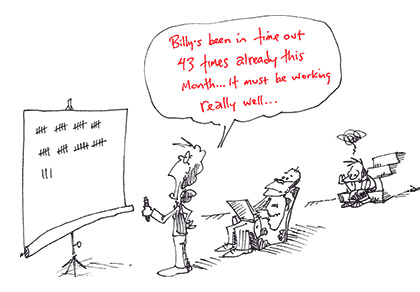 Billy's been in time out
43 times already this
Month... it must be working
really well...